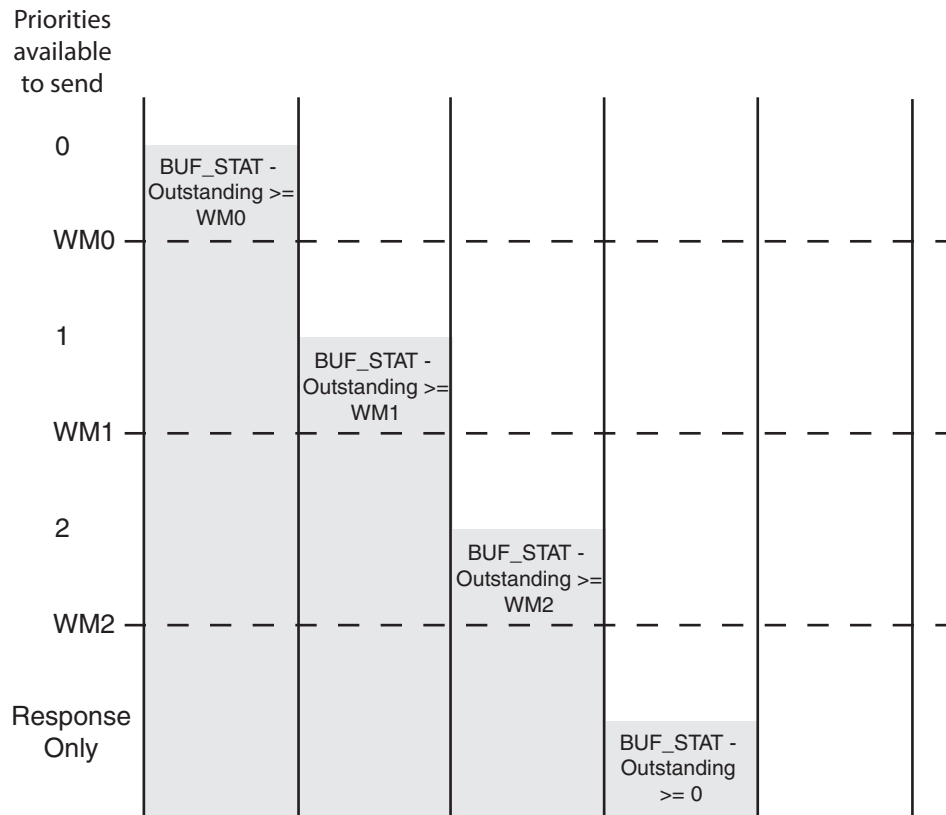 Priorities
available
to send
0
BUF_STAT -
Outstanding >=
WM0
WM0
1
BUF_STAT -
Outstanding >=
WM1
WM1
2
BUF_STAT -
Outstanding >=
WM2
WM2
Response
Only
BUF_STAT -
Outstanding
>= 0